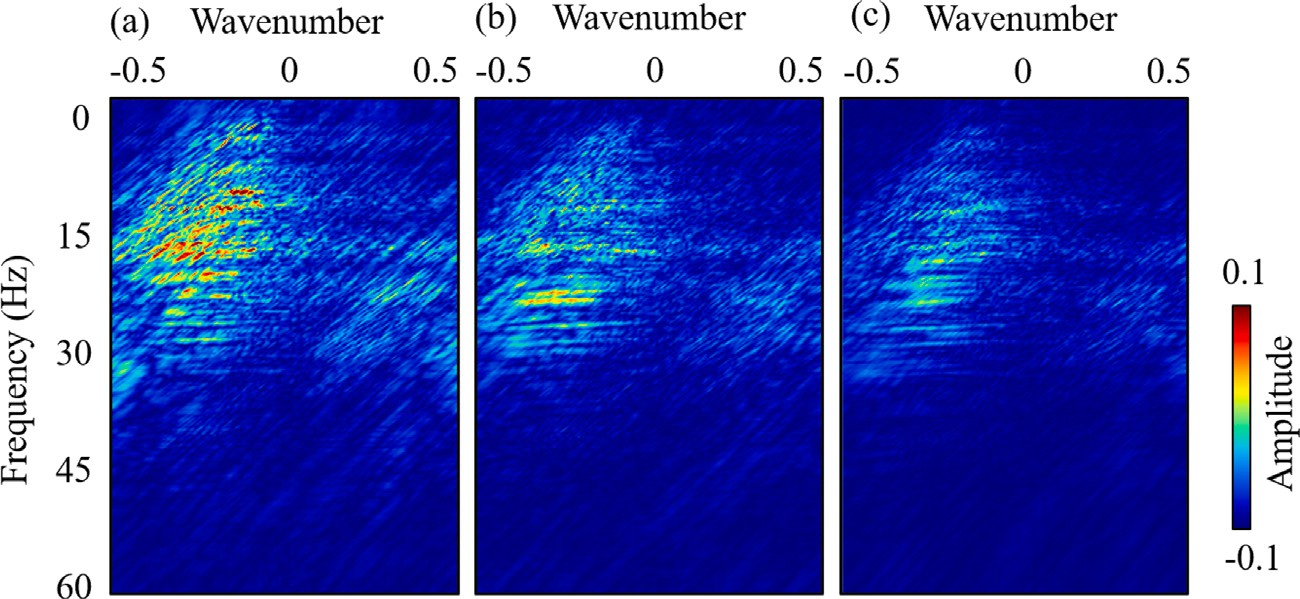 (a) Wavenumber
-0.5 0 0.5
(b) Wavenumber
-0.5 0 0.5
(c) Wavenumber
-0.5 0 0.5
Frequency (Hz)
0
15
30
45
60
0.1
Amplitude
-0.1